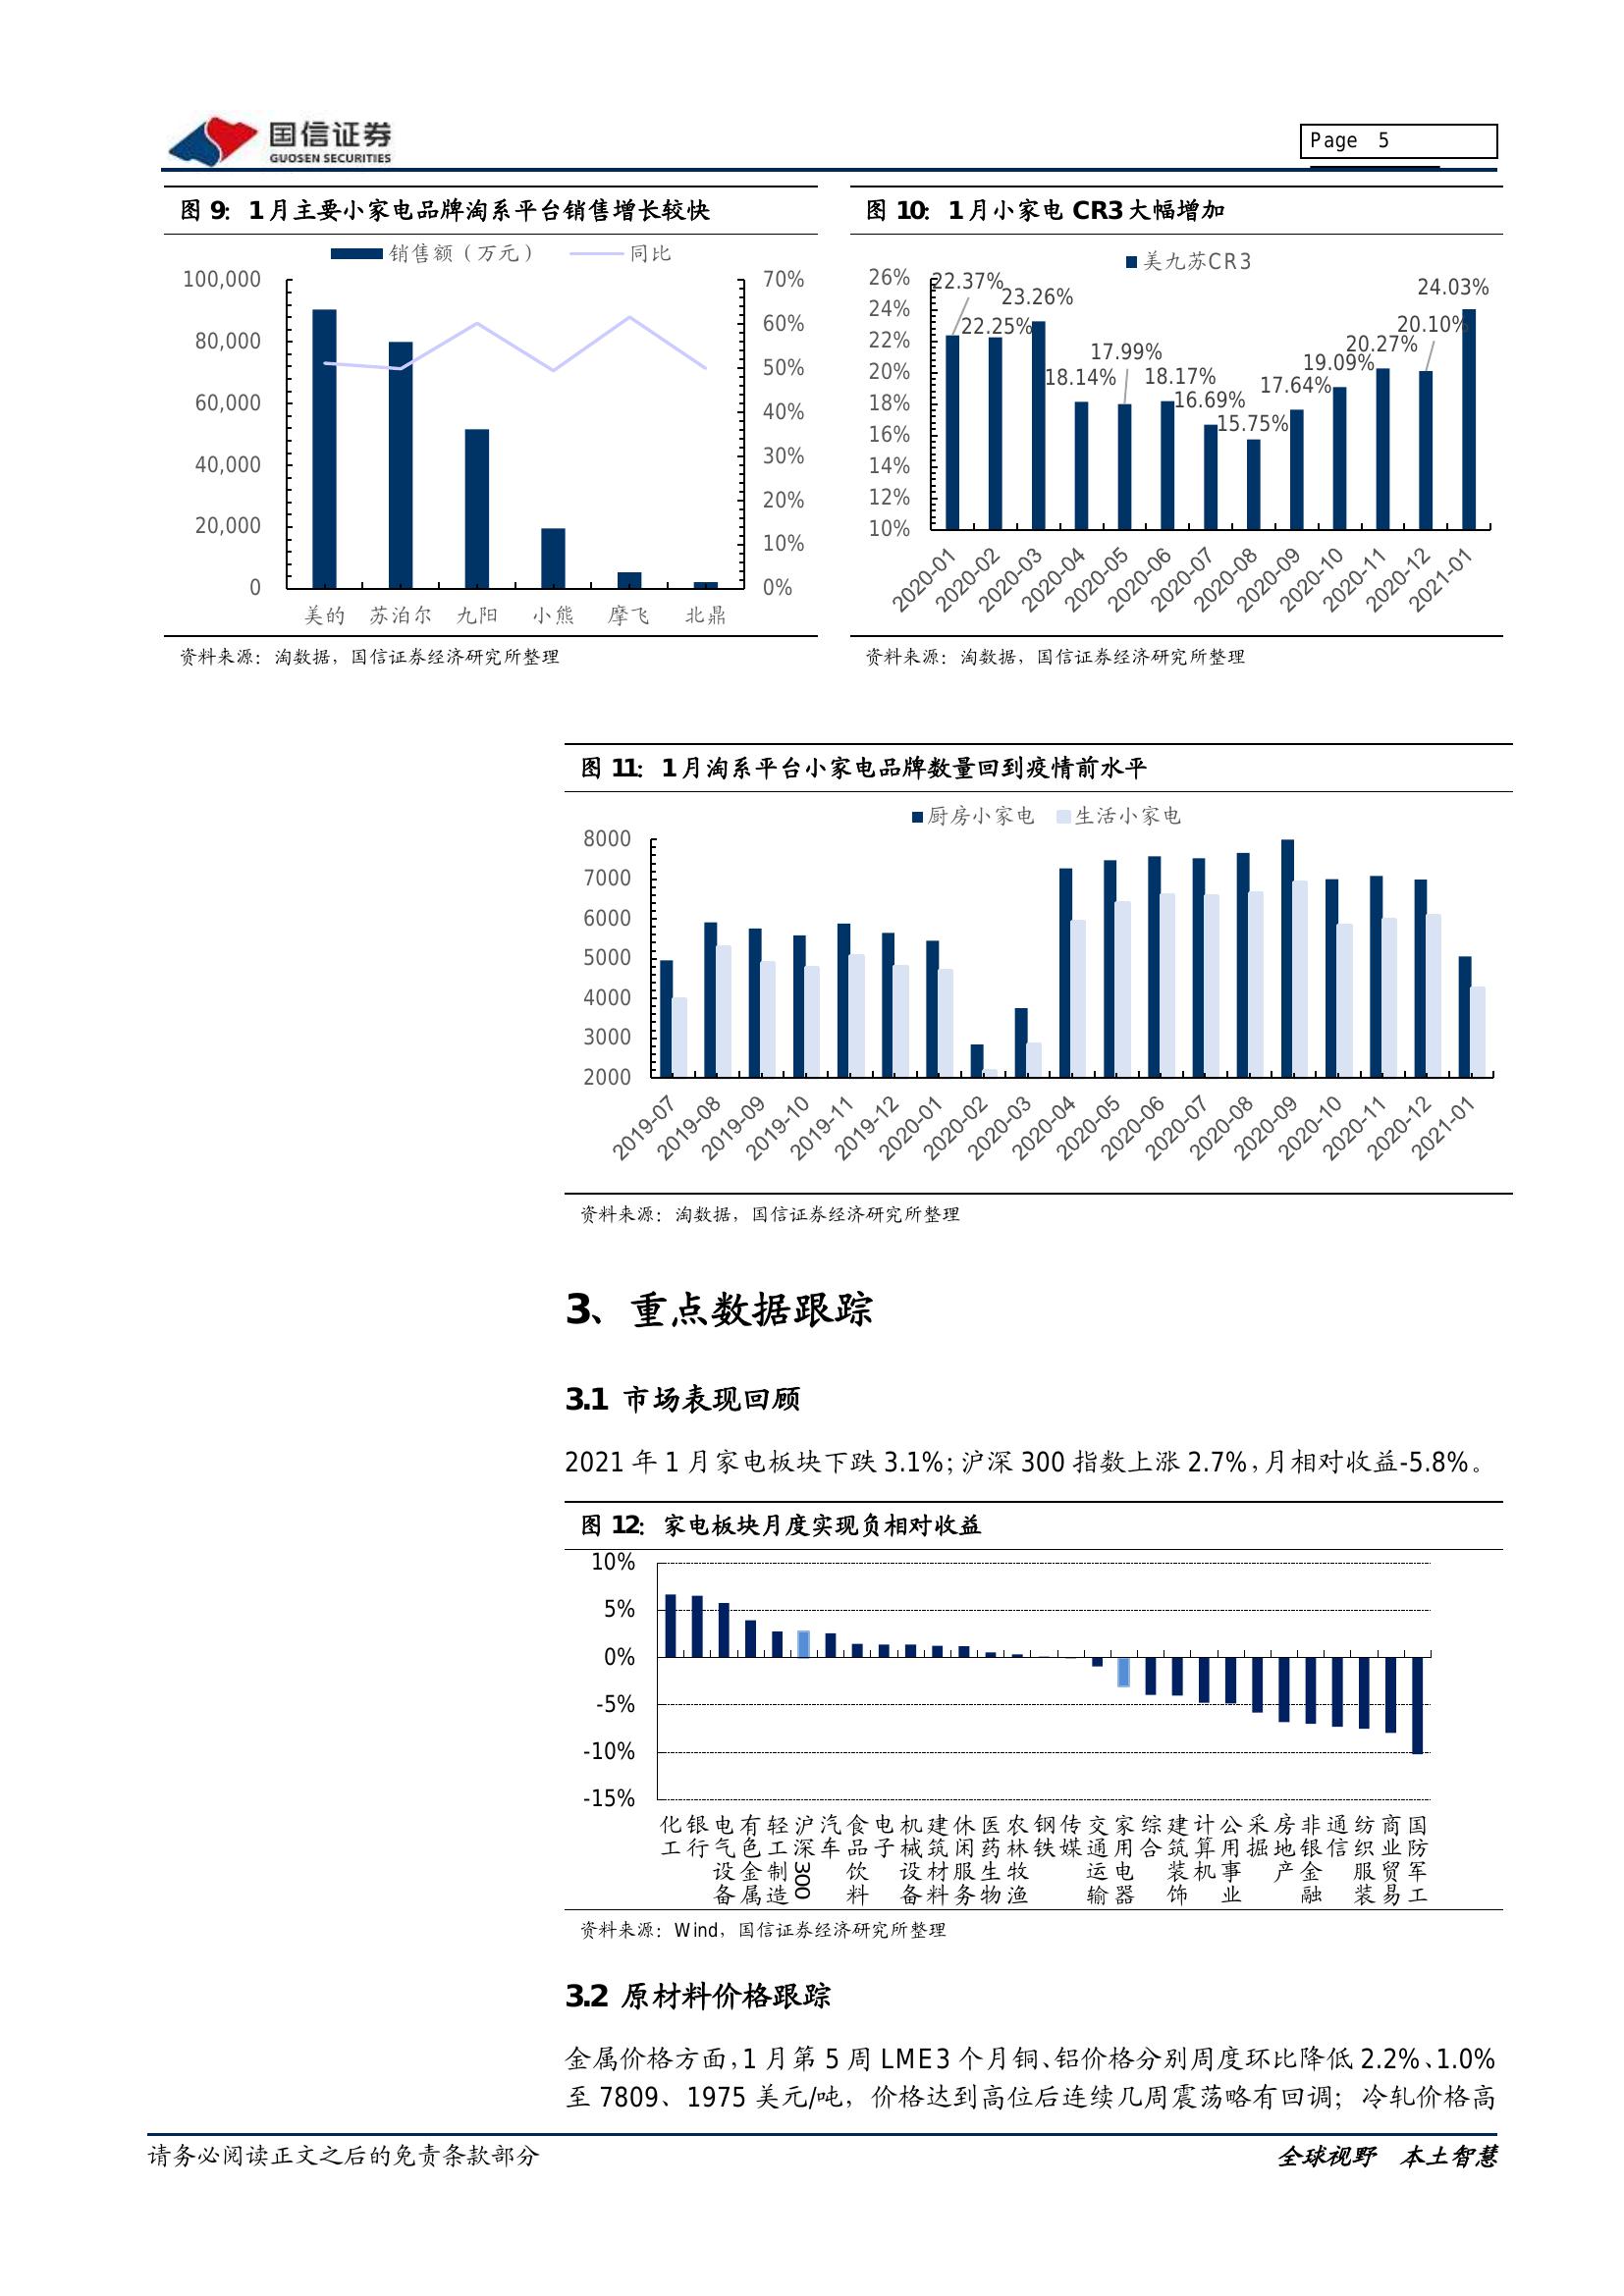 国信证券
GUOSEN SECURITIES
Page 5
图 9：1 月主要小家电品牌淘系平台销售增长较快
销售额（万元） 同比
100,000
80,000
60,000
40,000
20,000
0
70%
60%
50%
40%
30%
20%
10%
0%
美的 苏泊尔 九阳 小熊 摩飞 北鼎
资料来源：淘数据，国信证券经济研究所整理
图 10：1 月小家电 CR3 大幅增加
美九苏CR3
26%
24%
22%
20%
18%
16%
14%
12%
10%
22.37%
22.25%
23.26%
18.14%
17.99%
18.17%
16.69%
15.75%
17.64%
19.09%
20.27%
20.10%
24.03%
2020-01 2020-02 2020-03 2020-04 2020-05 2020-06 2020-07 2020-08 2020-09 2020-10 2020-11 2020-12 2021-01
资料来源：淘数据，国信证券经济研究所整理
图 11：1 月淘系平台小家电品牌数量回到疫情前水平
厨房小家电 生活小家电
8000
7000
6000
5000
4000
3000
2000
2019-07 2019-08 2019-09 2019-10 2019-11 2019-12 2020-01 2020-02 2020-03 2020-04 2020-05 2020-06 2020-07 2020-08 2020-09 2020-10 2020-11 2020-12 2021-01
资料来源：淘数据，国信证券经济研究所整理
3、重点数据跟踪
3.1 市场表现回顾
2021 年 1 月家电板块下跌 3.1%；沪深 300 指数上涨 2.7%，月相对收益-5.8%。
图 12：家电板块月度实现负相对收益
10%
5%
0%
-5%
-10%
-15%
化工 银行 电气设备 有色金属 轻工制造 沪深300 汽车 食品饮料 电子 机械设备 建筑材料 休闲服务 医药生物 农林牧渔 钢铁 传媒 交通运输 家用电器 综合 建筑装饰 计算机 公用事业 采掘 房地产 非银金融 通信 纺织服装 商业贸易 国防军工
资料来源：Wind，国信证券经济研究所整理
3.2 原材料价格跟踪
金属价格方面，1 月第 5 周 LME3 个月铜、铝价格分别周度环比降低 2.2%、1.0%
至 7809、1975 美元/吨，价格达到高位后连续几周震荡略有回调；冷轧价格高
请务必阅读正文之后的免责条款部分
全球视野 本土智慧